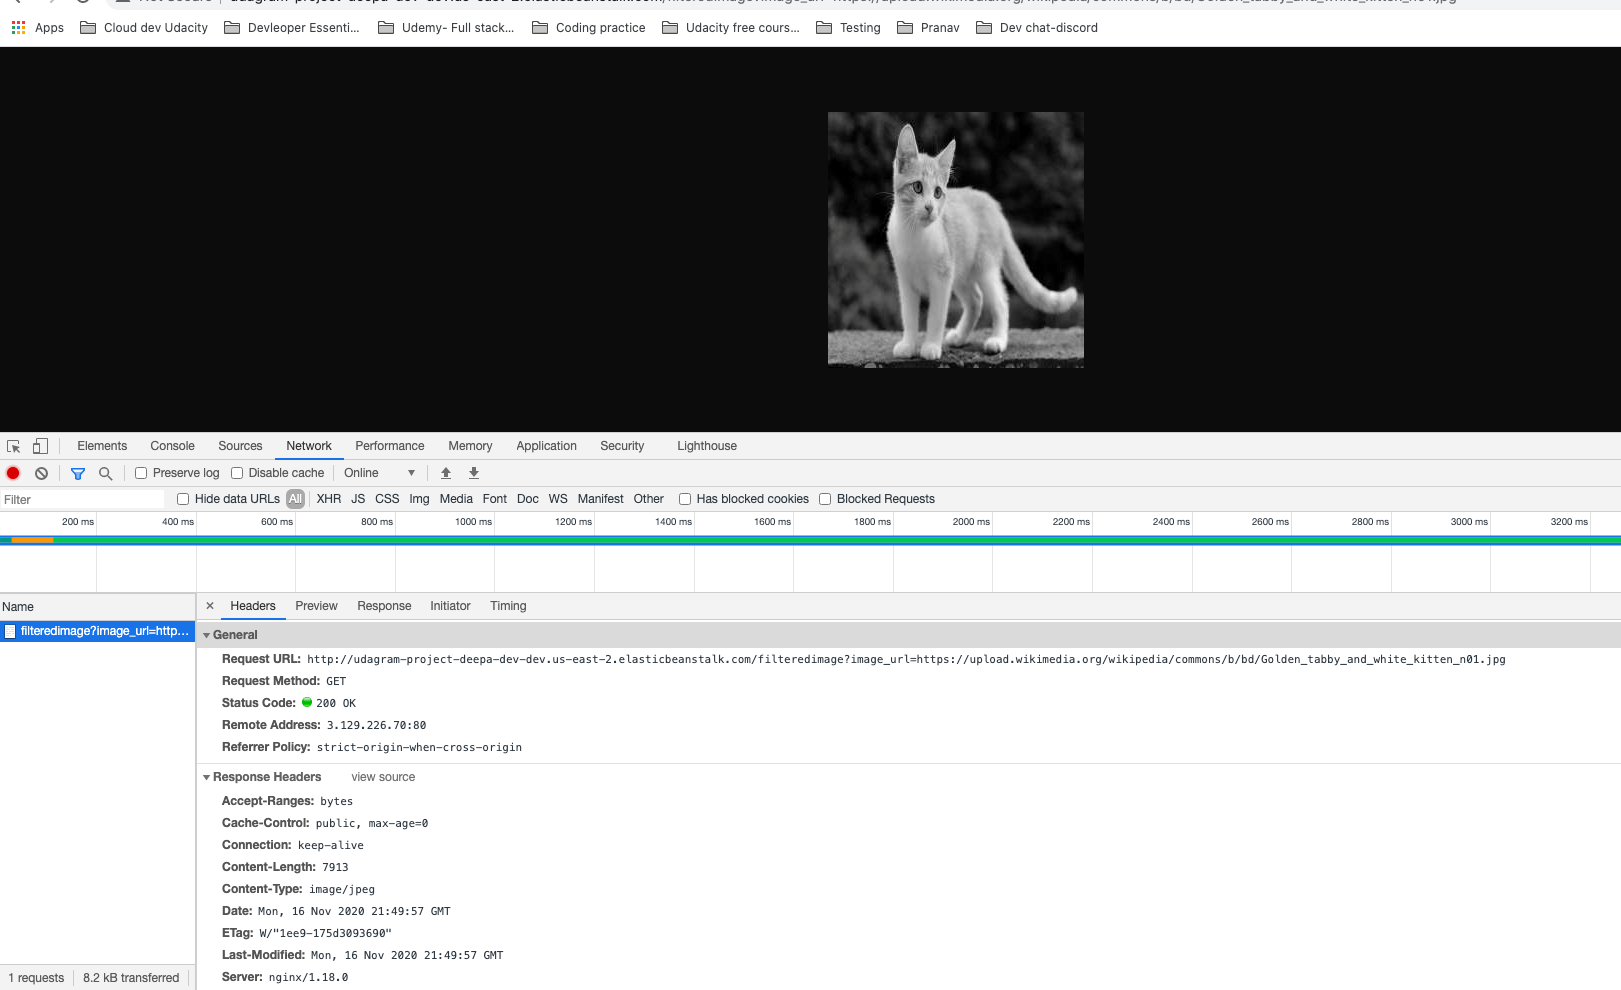 Apps Cloud dev Udacity Devleoper Essenti... Udemy- Full stack... Coding practice Udacity free cours... Testing Pranav Dev chat-discord
Elements Console Sources Network Performance Memory Application Security Lighthouse
Preserve log Disable cache Online
Filter Hide data URLs All XHR JS CSS Img Media Font Doc WS Manifest Other Has blocked cookies Blocked Requests
200 ms 400 ms 600 ms 800 ms 1000 ms 1200 ms 1400 ms 1600 ms 1800 ms 2000 ms 2200 ms 2400 ms 2600 ms 2800 ms 3000 ms 3200 ms
Name × Headers Preview Response Initiator Timing
filteredimage?image_url=http...
General
Request URL: http://udagram-project-deepa-dev-dev.us-east-2.elasticbeanstalk.com/filteredimage?image_url=https://upload.wikimedia.org/wikipedia/commons/b/bd/Golden_tabby_and_white_kitten_n01.jpg
Request Method: GET
Status Code: 200 OK
Remote Address: 3.129.226.70:80
Referrer Policy: strict-origin-when-cross-origin
Response Headers view source
Accept-Ranges: bytes
Cache-Control: public, max-age=0
Connection: keep-alive
Content-Length: 7913
Content-Type: image/jpeg
Date: Mon, 16 Nov 2020 21:49:57 GMT
ETag: W/"1ee9-175d3093690"
Last-Modified: Mon, 16 Nov 2020 21:49:57 GMT
Server: nginx/1.18.0
1 requests 8.2 kB transferred